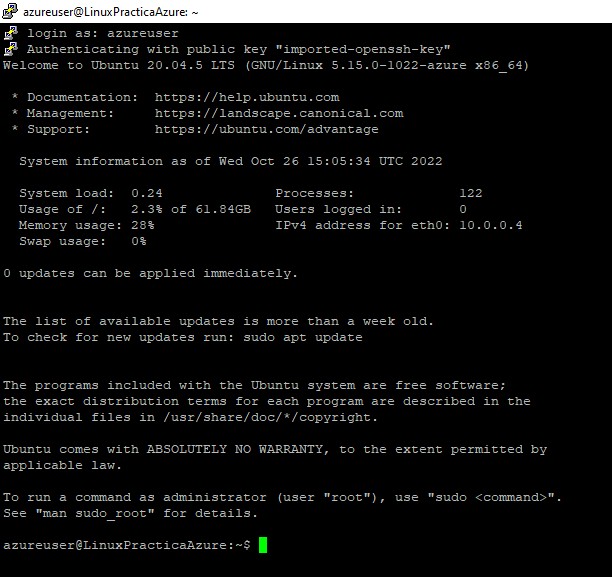 azureuser@LinuxPracticaAzure: ~
login as: azureuser
Authenticating with public key "imported-openssh-key"
Welcome to Ubuntu 20.04.5 LTS (GNU/Linux 5.15.0-1022-azure x86_64)
* Documentation:  https://help.ubuntu.com
* Management:     https://landscape.canonical.com
* Support:        https://ubuntu.com/advantage
System information as of Wed Oct 26 15:05:34 UTC 2022
System load:  0.24              Processes:             122
Usage of /:   2.3% of 61.84GB   Users logged in:       0
Memory usage: 28%               IPv4 address for eth0: 10.0.0.4
Swap usage:   0%
0 updates can be applied immediately.
The list of available updates is more than a week old.
To check for new updates run: sudo apt update
The programs included with the Ubuntu system are free software;
the exact distribution terms for each program are described in the
individual files in /usr/share/doc/*/copyright.
Ubuntu comes with ABSOLUTELY NO WARRANTY, to the extent permitted by
applicable law.
To run a command as administrator (user "root"), use "sudo <command>".
See "man sudo_root" for details.
azureuser@LinuxPracticaAzure:~$